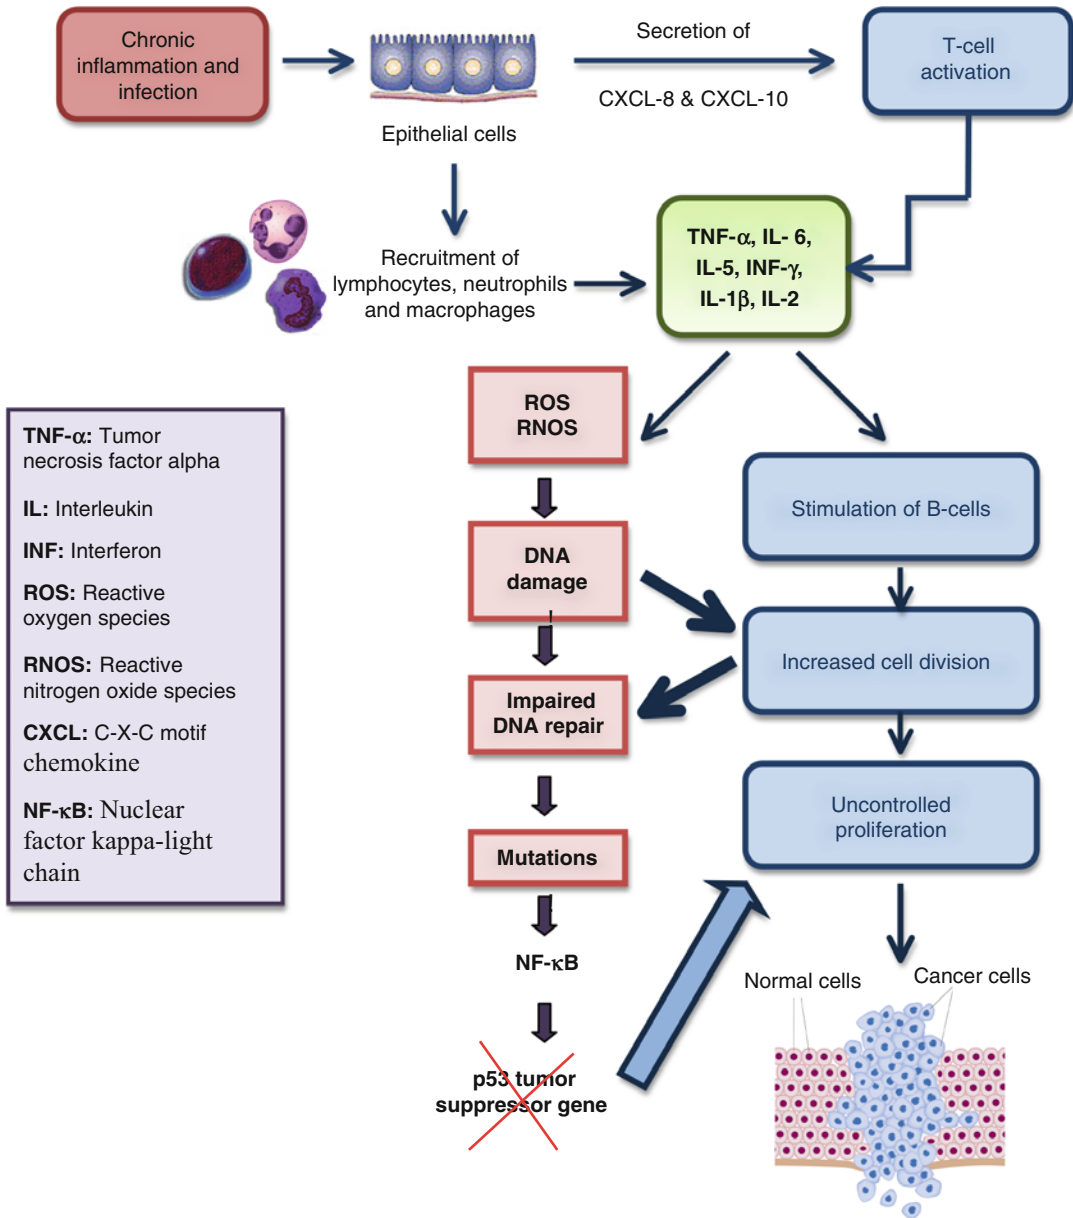 Chronic
inflammation and
infection
Epithelial cells
Secretion of
CXCL-8 & CXCL-10
T-cell
activation
Recruitment of
lymphocytes, neutrophils
and macrophages
TNF-α, IL- 6,
IL-5, INF-γ,
IL-1β, IL-2
ROS
RNOS
DNA
damage
Impaired
DNA repair
Mutations
NF-κB
p53 tumor
suppressor gene
Stimulation of B-cells
Increased cell division
Uncontrolled
proliferation
Normal cells
Cancer cells
TNF-α: Tumor
necrosis factor alpha
IL: Interleukin
INF: Interferon
ROS: Reactive
oxygen species
RNOS: Reactive
nitrogen oxide species
CXCL: C-X-C motif
chemokine
NF-κB: Nuclear
factor kappa-light
chain